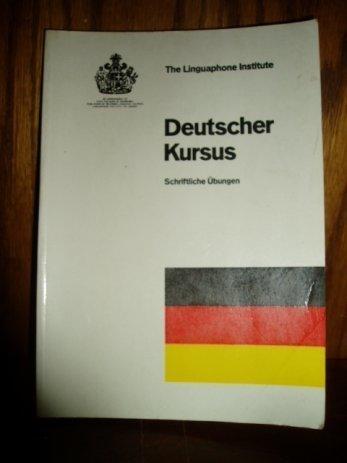 The Linguaphone Institute
Deutscher
Kursus
Schriftliche Übungen